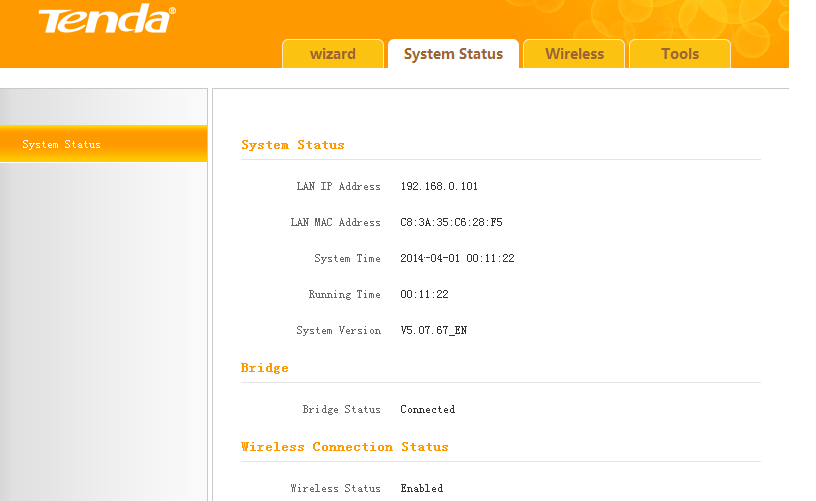 Tenda®
wizard System Status Wireless Tools
System Status
System Status
LAN IP Address 192.168.0.101
LAN MAC Address C8:3A:35:C6:28:F5
System Time 2014-04-01 00:11:22
Running Time 00:11:22
System Version V5.07.67_EN
Bridge
Bridge Status Connected
Wireless Connection Status
Wireless Status Enabled